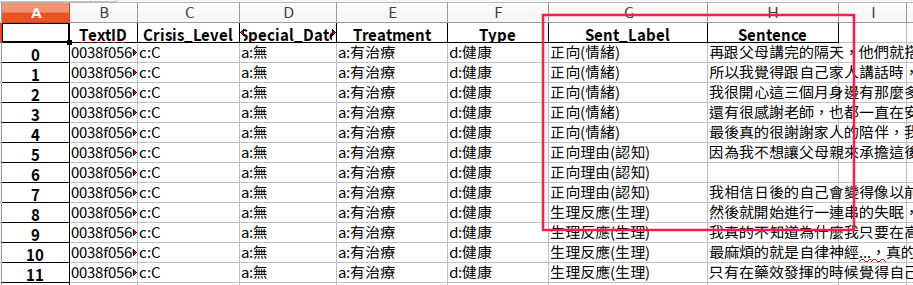 A B C D E F G H I
TextID Crisis_Level Special_Dat Treatment Type Sent_Label Sentence
0 0038f056 c:C a:無 a:有治療 d:健康 正向(情緒) 再跟父母講完的隔天，他們就
1 0038f056 c:C a:無 a:有治療 d:健康 正向(情緒) 所以我覺得跟自己家人講話時，
2 0038f056 c:C a:無 a:有治療 d:健康 正向(情緒) 我很開心這三個月身邊有那麼多
3 0038f056 c:C a:無 a:有治療 d:健康 正向(情緒) 還有很感謝老師，也都一直在安
4 0038f056 c:C a:無 a:有治療 d:健康 正向(情緒) 最後真的很謝謝家人的陪伴，我
5 0038f056 c:C a:無 a:有治療 d:健康 正向理由(認知) 因為我不想讓父母親來承擔這後
6 0038f056 c:C a:無 a:有治療 d:健康 正向理由(認知)
7 0038f056 c:C a:無 a:有治療 d:健康 正向理由(認知) 我相信日後的自己會變得像以前
8 0038f056 c:C a:無 a:有治療 d:健康 生理反應(生理) 然後就開始進行一連串的失眠，
9 0038f056 c:C a:無 a:有治療 d:健康 生理反應(生理) 我真的不知道為什麼我只要在高
10 0038f056 c:C a:無 a:有治療 d:健康 生理反應(生理) 最麻煩的就是自律神經...，真的
11 0038f056 c:C a:無 a:有治療 d:健康 生理反應(生理) 只有在藥效發揮的時候覺得自己